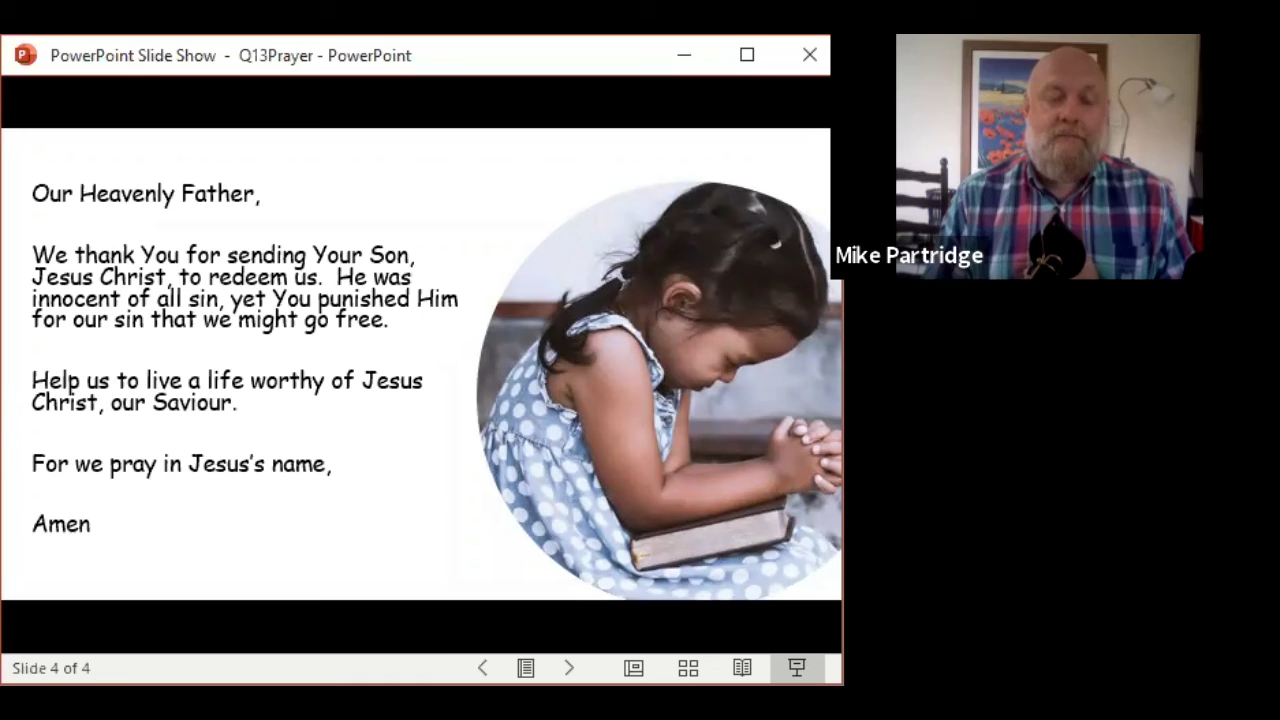 PowerPoint Slide Show - Q13Prayer - PowerPoint
Our Heavenly Father,
We thank You for sending Your Son,
Jesus Christ, to redeem us. He was
innocent of all sin, yet You punished Him
for our sin that we might go free.
Help us to live a life worthy of Jesus
Christ, our Saviour.
For we pray in Jesus's name,
Amen
Slide 4 of 4
Mike Partridge